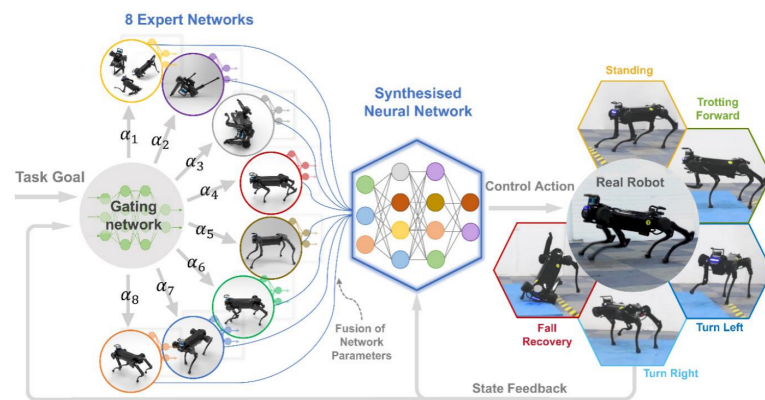 8 Expert Networks
Synthesised
Neural Network
Standing
Trotting
Forward
Task Goal
Gating
network
α1
α2
α3
α4
α5
α6
α7
α8
Control Action
Real Robot
Fusion of
Network
Parameters
Fall
Recovery
Turn Left
Turn Right
State Feedback